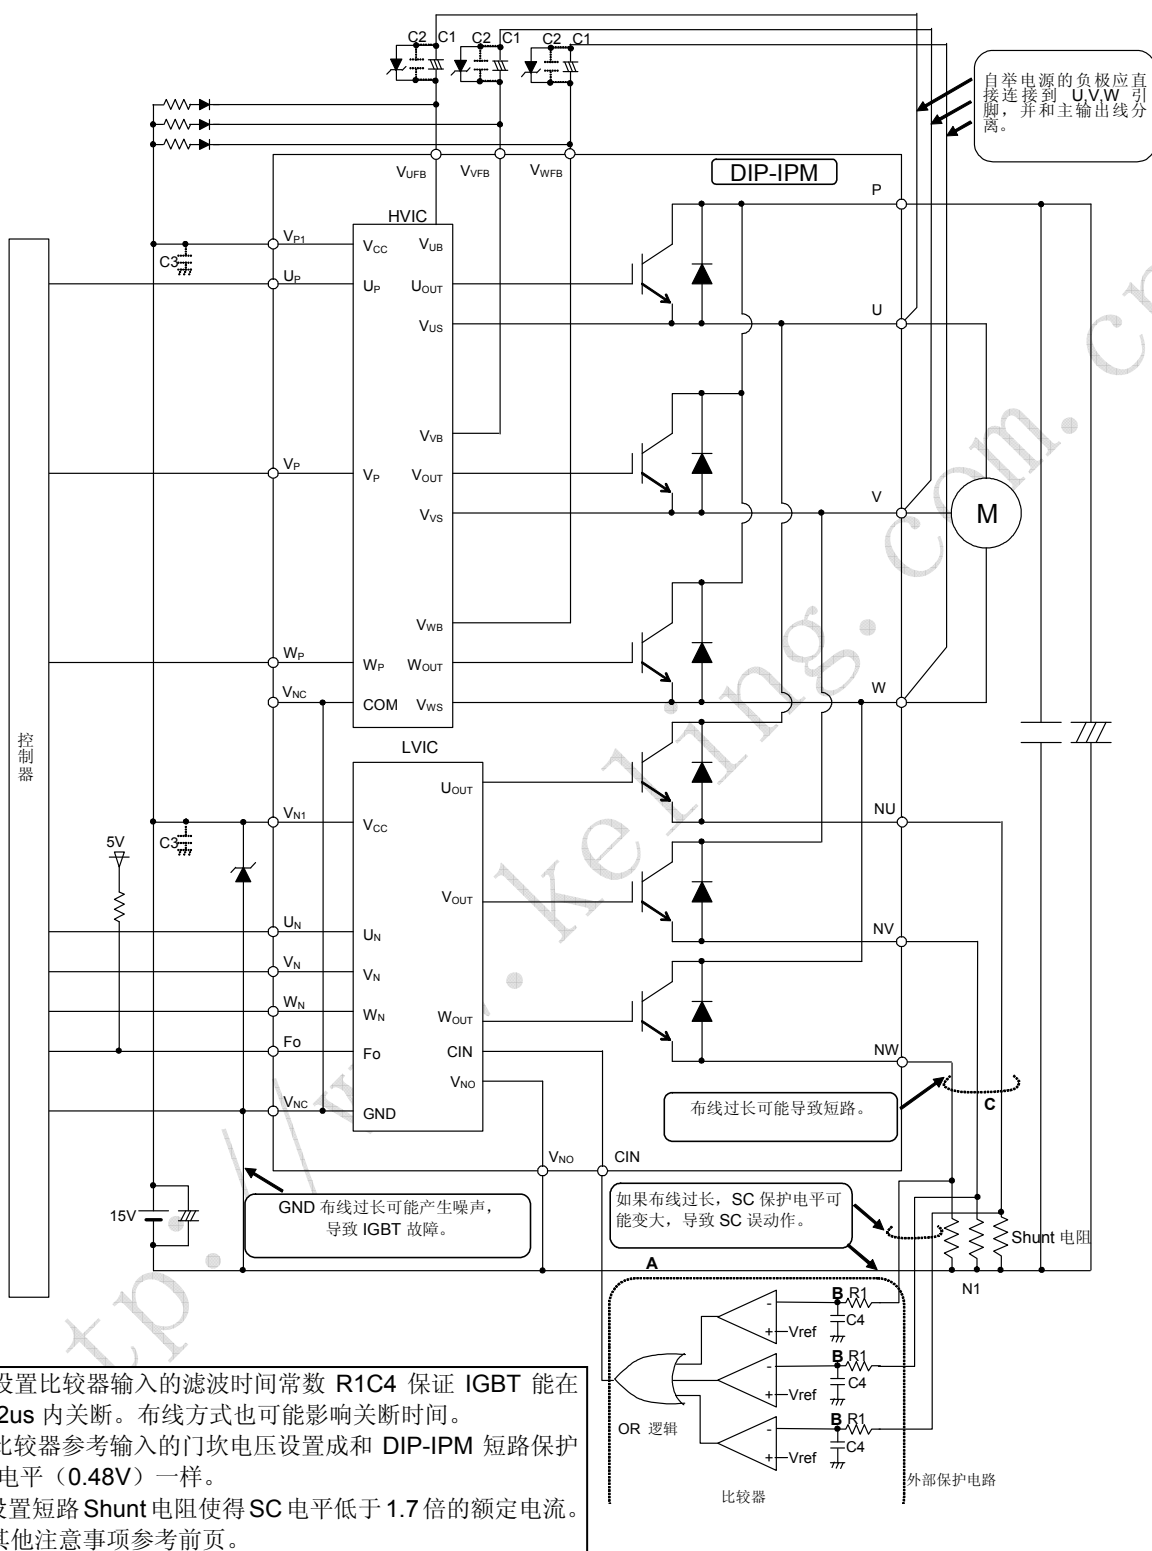 C2 C1 C2 C1 C2 C1
自举电源的负极应直
接连接到 U,V,W 引
脚，并和主输出线分
离。
VUFB VVFB VWFB
DIP-IPM
P
HVIC
VP1
VCC VUB
C3
UP UP UOUT
U
VUS
VVB
VP VP VOUT
V
VVS
M
VWB
WP WP WOUT
VNC COM VWS
W
控制器
LVIC
UOUT
VN1
VCC
NU
5V
C3
VOUT
UN UN
NV
VN VN
WN WN WOUT
Fo Fo CIN
NW
VNO
VNC GND
布线过长可能导致短路。
C
VNO CIN
15V
GND 布线过长可能产生噪声，
导致 IGBT 故障。
如果布线过长，SC 保护电平可
能变大，导致 SC 误动作。
Shunt 电阻
A
N1
- B R1
+ Vref C4
- B R1
+ Vref C4
- B R1
+ Vref C4
OR 逻辑
比较器
外部保护电路
设置比较器输入的滤波时间常数 R1C4 保证 IGBT 能在
2us 内关断。布线方式也可能影响关断时间。
比较器参考输入的门坎电压设置成和 DIP-IPM 短路保护
电平（0.48V）一样。
设置短路 Shunt 电阻使得 SC 电平低于 1.7 倍的额定电流。
其他注意事项参考前页。